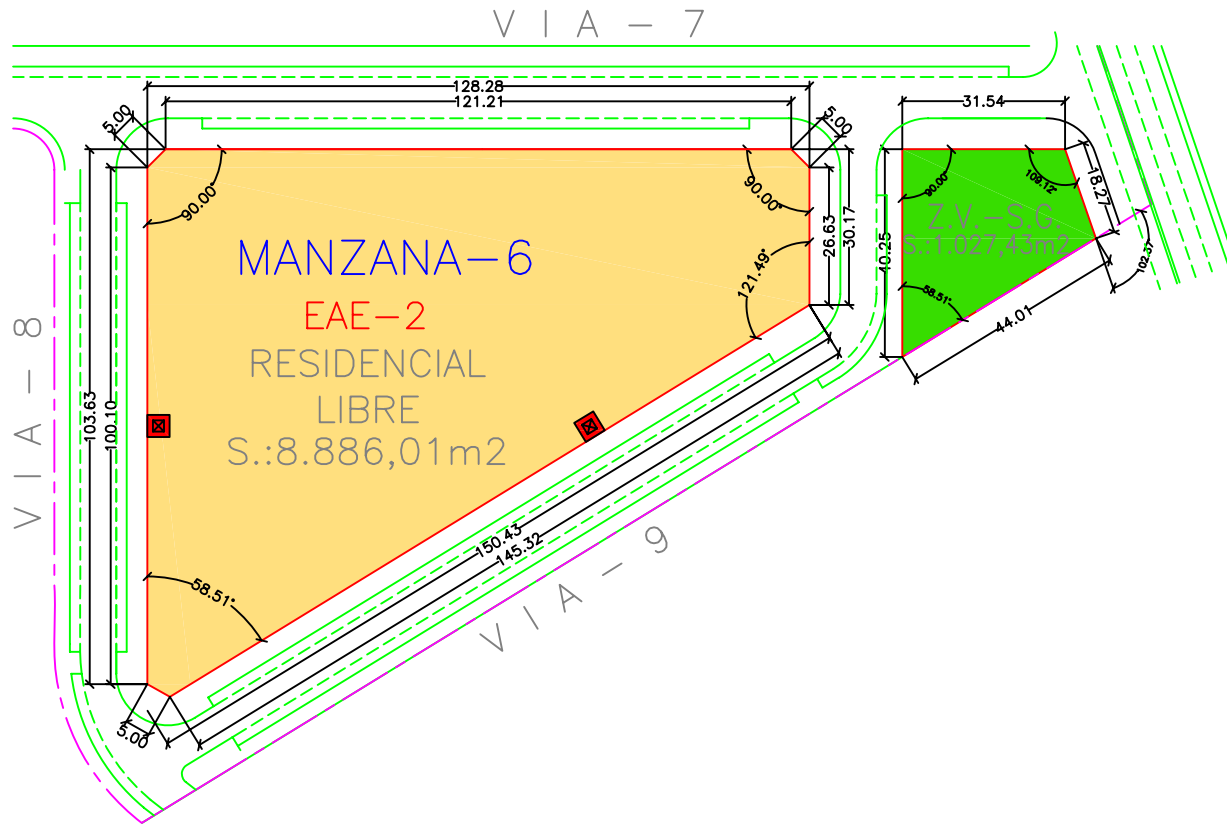 VIA-7
128.28
121.21
5.00
5.00
31.54
90.00°
90.00°
90.00°
109.12°
18.27
MANZANA-6
Z.V.-S.G.
S.:1.027,43m2
26.63
30.17
40.25
102.37
121.49°
58.51°
EAE-2
44.01
RESIDENCIAL
LIBRE
S.:8.886,01m2
VIA-8
103.63
100.10
150.43
145.32
VIA-9
58.51°
5.00